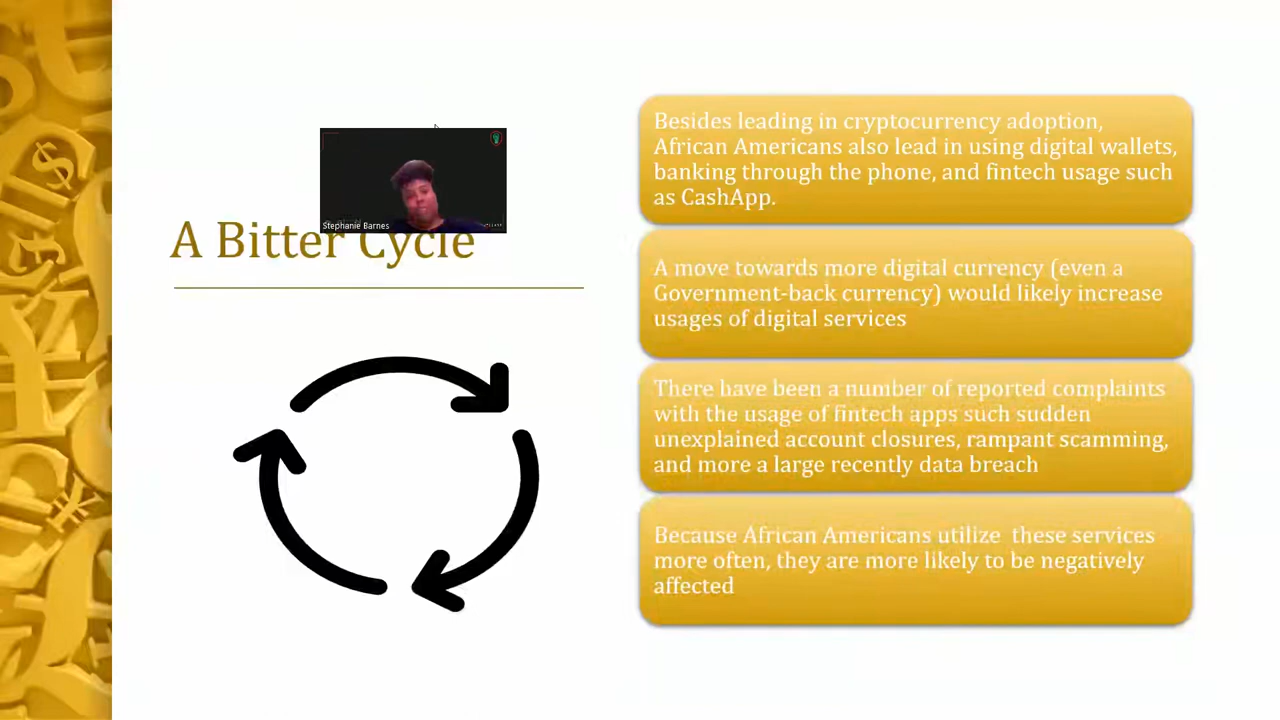 Stephanie Barnes
A Bitter Cycle
Besides leading in cryptocurrency adoption,
African Americans also lead in using digital wallets,
banking through the phone, and fintech usage such
as CashApp.
A move towards more digital currency (even a
Government-back currency) would likely increase
usages of digital services
There have been a number of reported complaints
with the usage of fintech apps such sudden
unexplained account closures, rampant scamming,
and more a large recently data breach
Because African Americans utilize  these services
more often, they are more likely to be negatively
affected